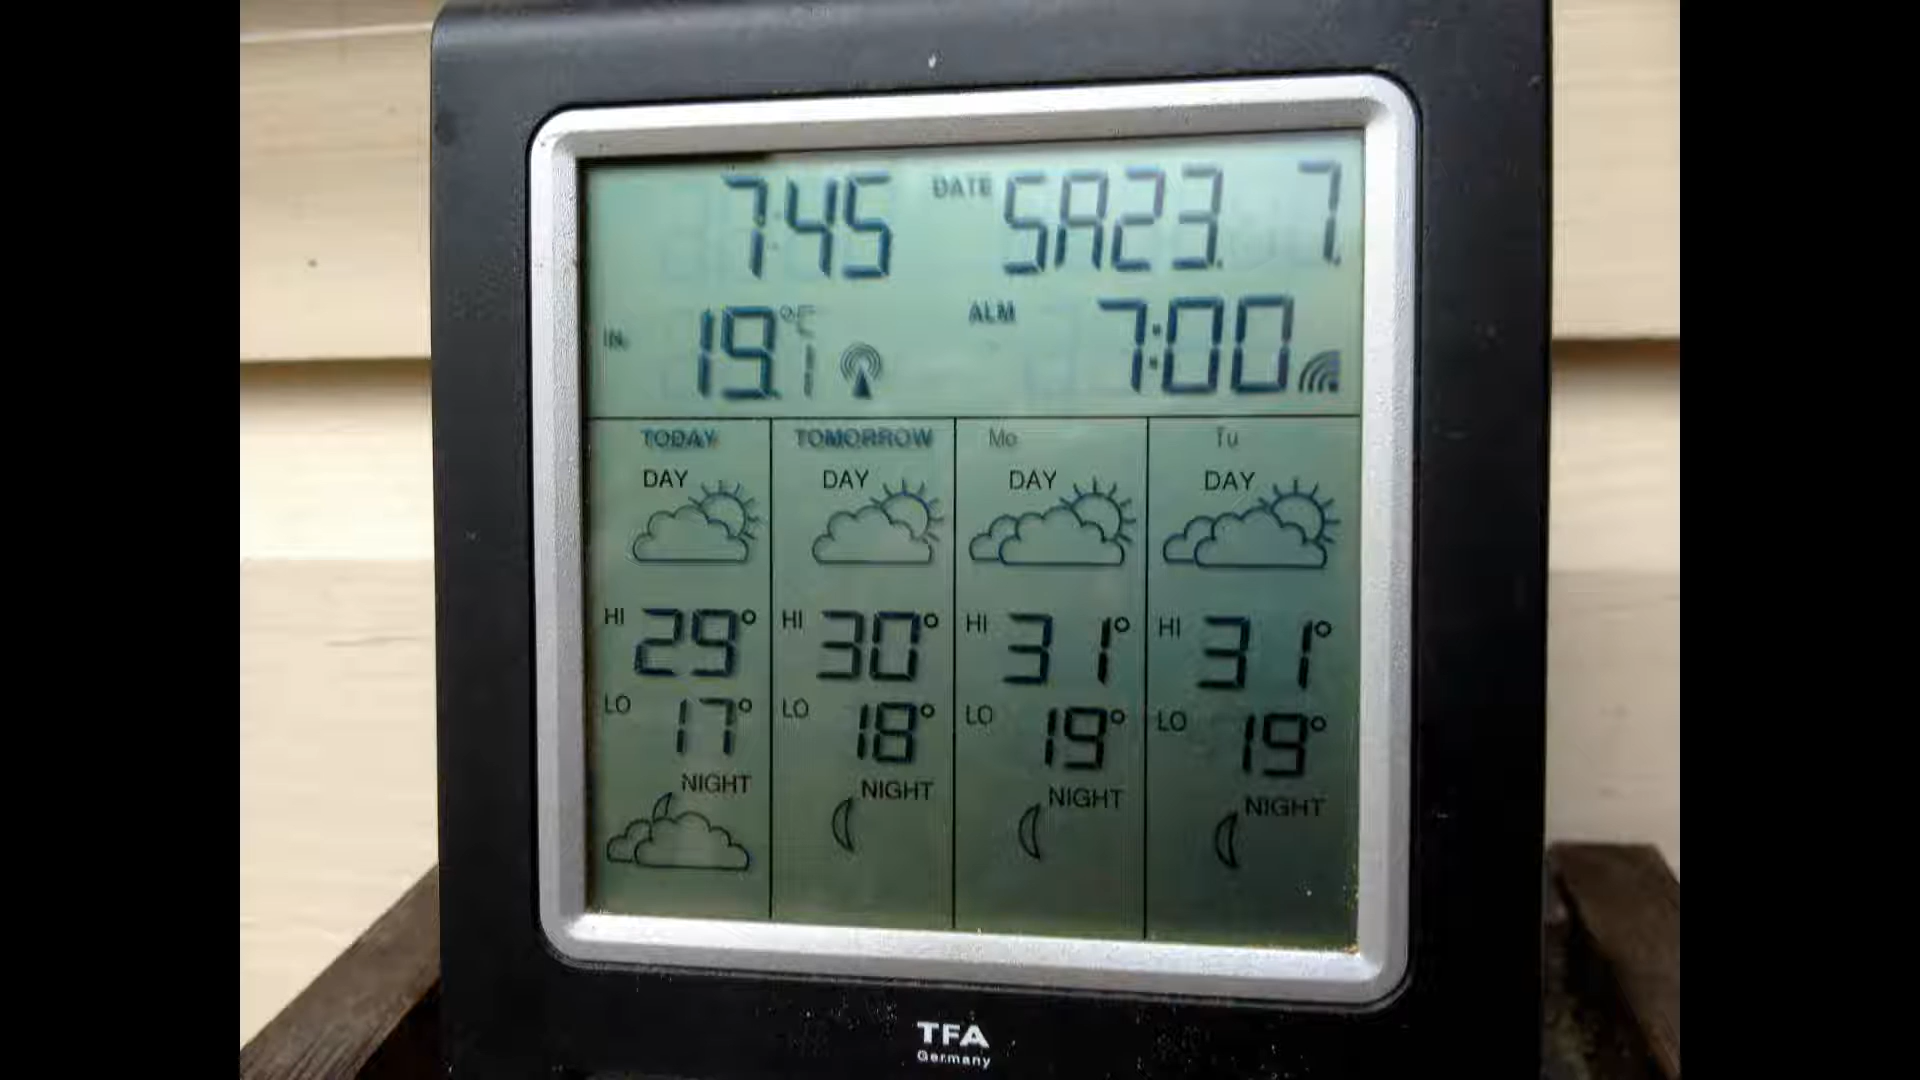 7:45 DATE SA23. 7.
IN. 19.1 °C ALM 7:00
TODAY TOMORROW Mo Tu
DAY DAY DAY DAY
HI 29° HI 30° HI 31° HI 31°
LO 17° LO 18° LO 19° LO 19°
NIGHT NIGHT NIGHT NIGHT
TFA
Germany